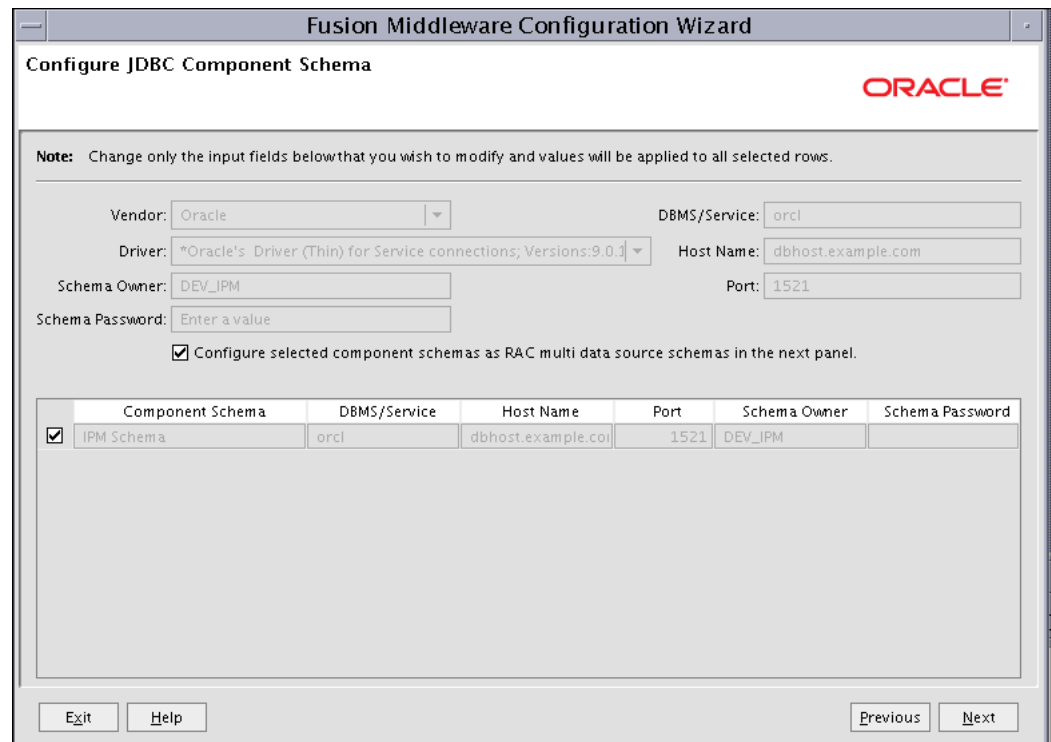 Fusion Middleware Configuration Wizard
Configure JDBC Component Schema
ORACLE
Note: Change only the input fields below that you wish to modify and values will be applied to all selected rows.
Vendor: Oracle
DBMS/Service: orcl
Driver: *Oracle's Driver (Thin) for Service connections; Versions:9.0.1
Host Name: dbhost.example.com
Schema Owner: DEV_IPM
Port: 1521
Schema Password: Enter a value
Configure selected component schemas as RAC multi data source schemas in the next panel.
Component Schema DBMS/Service Host Name Port Schema Owner Schema Password
IPM Schema orcl dbhost.example.co 1521 DEV_IPM
Exit Help Previous Next